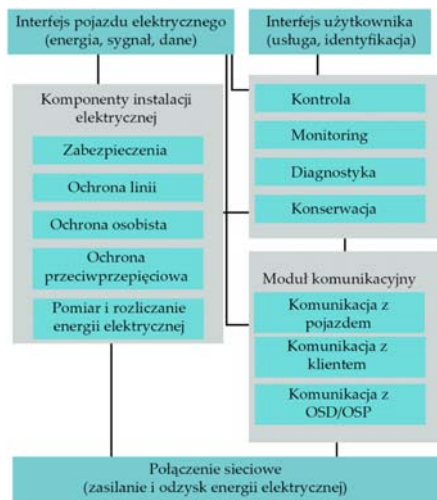 Interfejs pojazdu elektrycznego
(energia, sygnał, dane)
Interfejs użytkownika
(usługa, identyfikacja)
Komponenty instalacji
elektrycznej
Zabezpieczenia
Ochrona linii
Ochrona osobista
Ochrona
przeciwprzepięciowa
Pomiar i rozliczanie
energii elektrycznej
Kontrola
Monitoring
Diagnostyka
Konserwacja
Moduł komunikacyjny
Komunikacja z
pojazdem
Komunikacja z
klientem
Komunikacja z
OSD/OSP
Połączenie sieciowe
(zasilanie i odzysk energii elektrycznej)